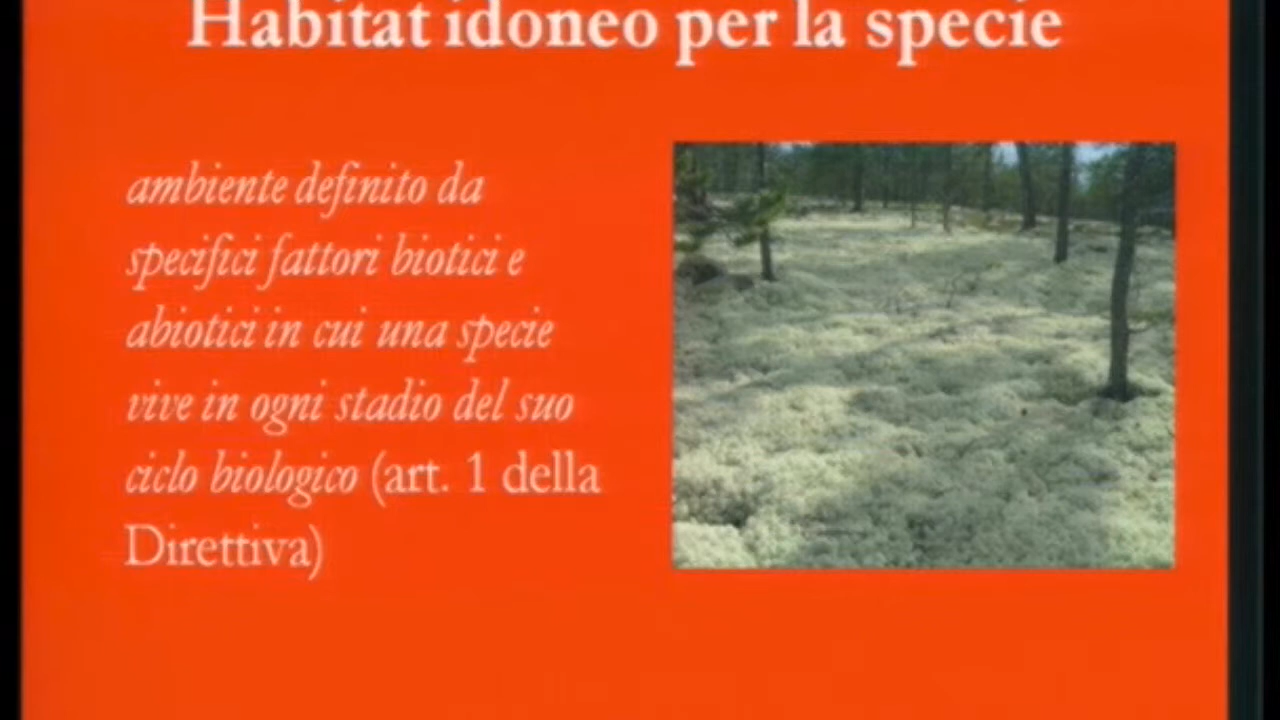 Habitat idoneo per la specie
ambiente definito da
specifici fattori biotici e
abiotici in cui una specie
vive in ogni stadio del suo
ciclo biologico (art. 1 della
Direttiva)